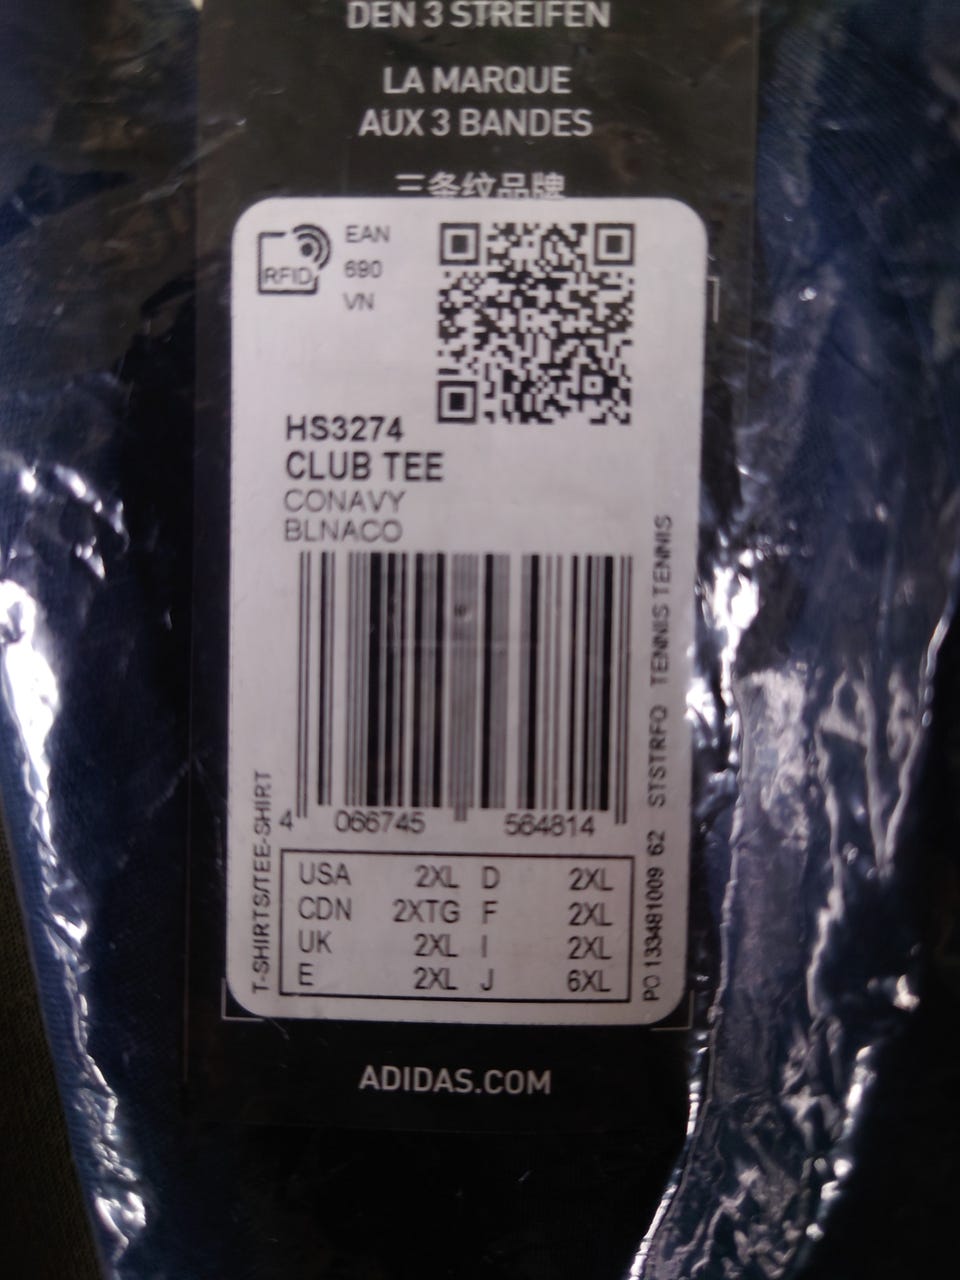 DEN 3 STREIFEN
LA MARQUE
AUX 3 BANDES
三条纹品牌
RFID
EAN
690
VN
HS3274
CLUB TEE
CONAVY
BLNACO
4 066745 564814
T-SHIRTS/TEE-SHIRT
PO 133481009 62 STSTRFQ TENNIS TENNIS
USA 2XL D 2XL
CDN 2XTG F 2XL
UK 2XL I 2XL
E 2XL J 6XL
ADIDAS.COM